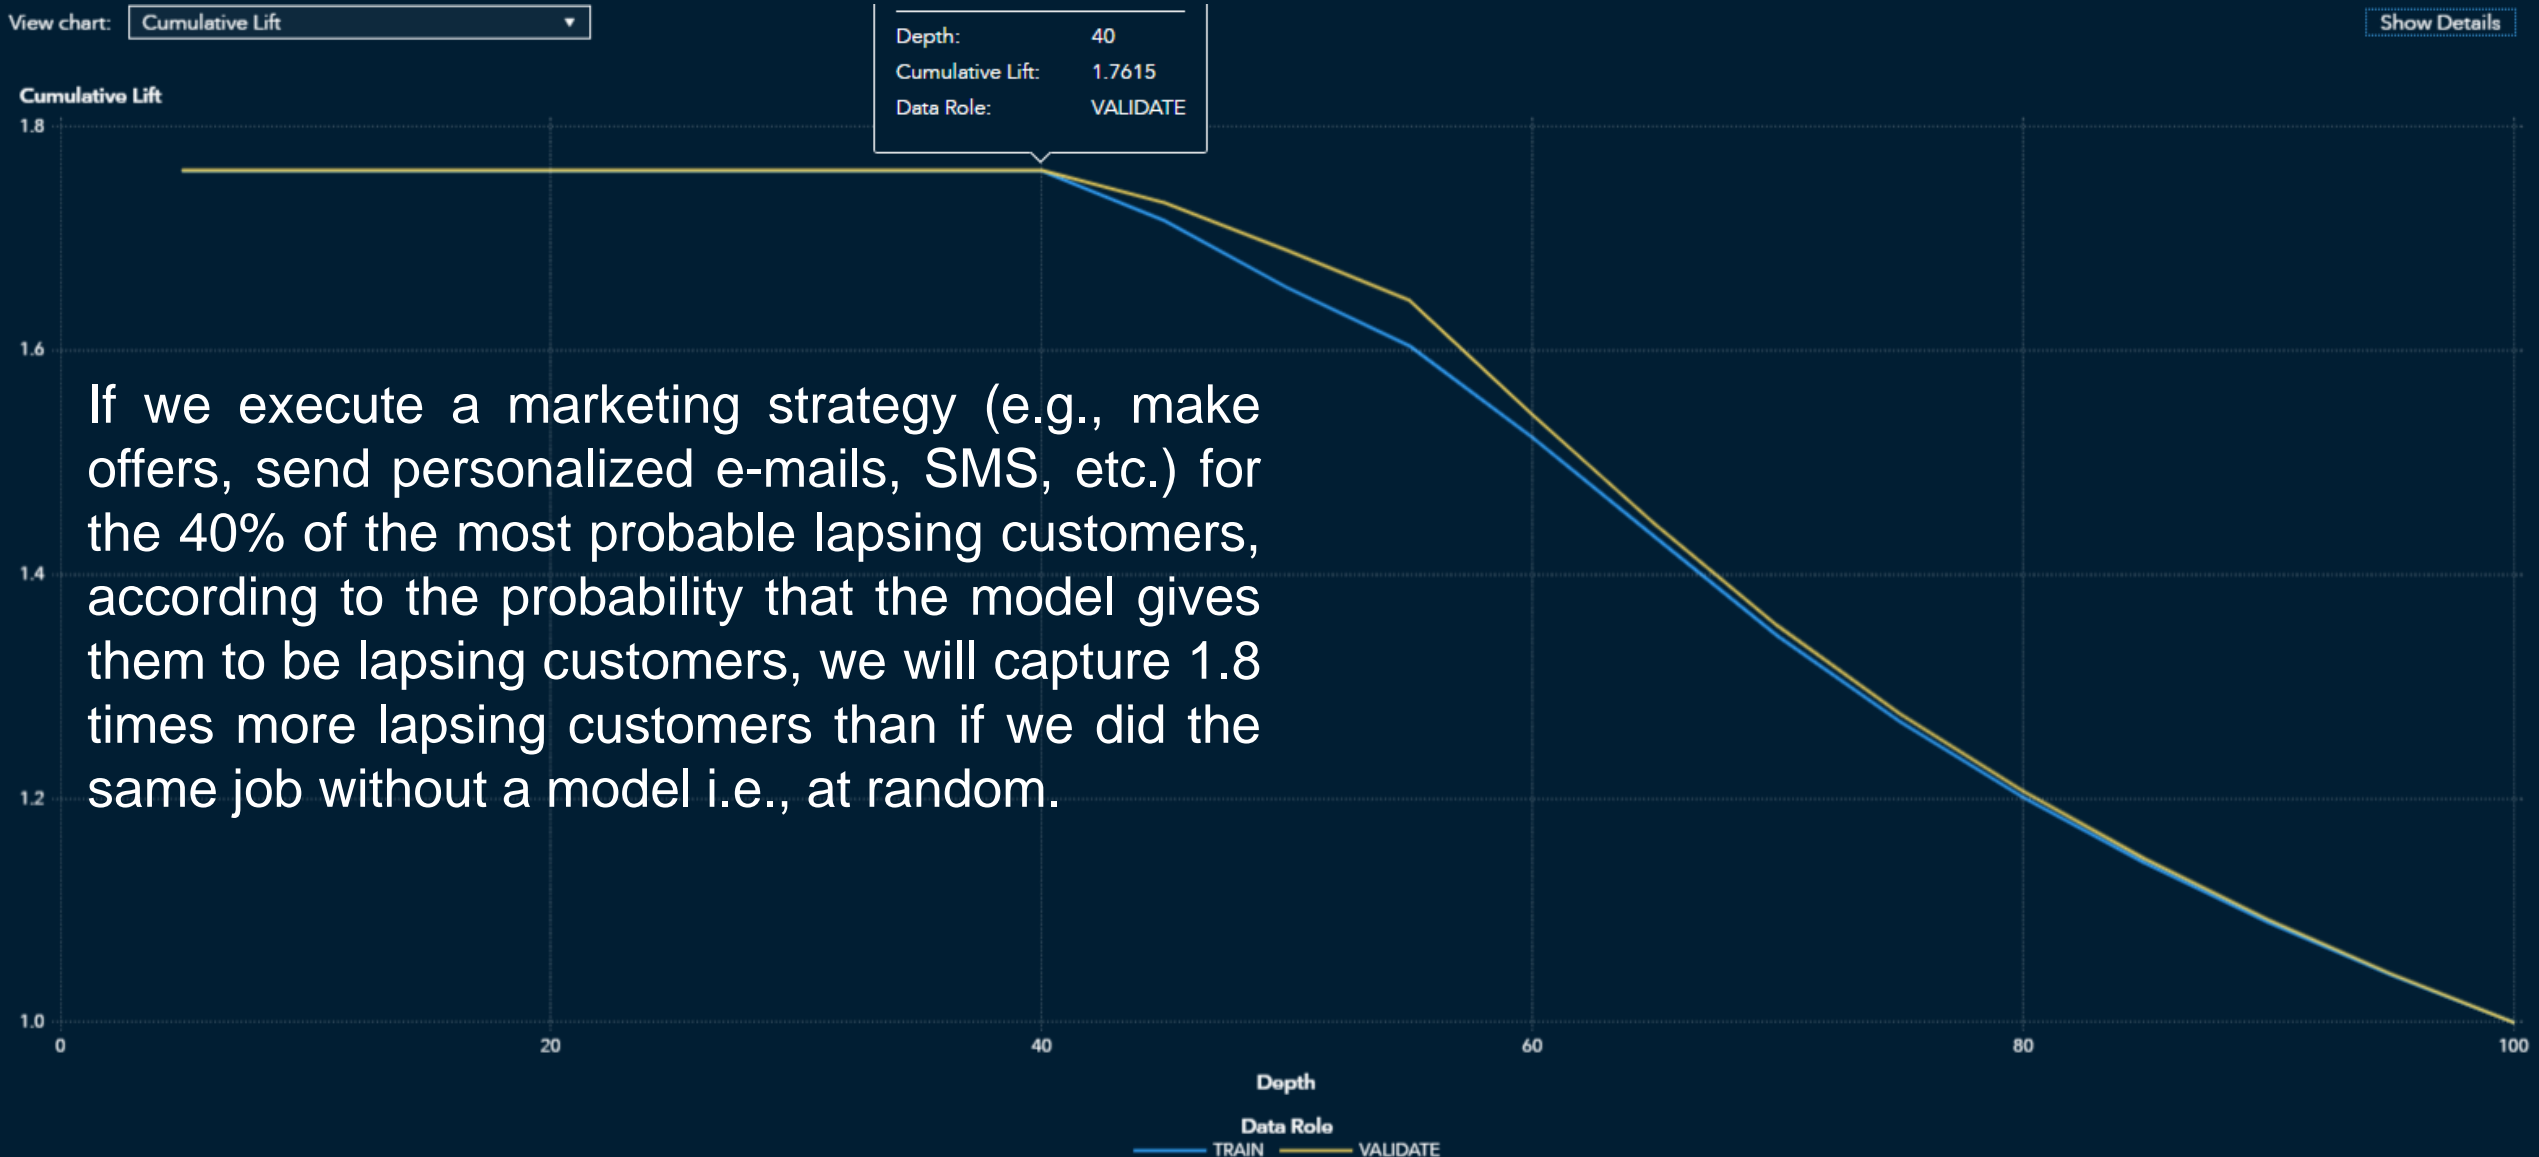 View chart: Cumulative Lift
Show Details
Depth: 40
Cumulative Lift: 1.7615
Data Role: VALIDATE
Cumulative Lift
1.8
1.6
1.4
1.2
1.0
If we execute a marketing strategy (e.g., make
offers, send personalized e-mails, SMS, etc.) for
the 40% of the most probable lapsing customers,
according to the probability that the model gives
them to be lapsing customers, we will capture 1.8
times more lapsing customers than if we did the
same job without a model i.e., at random.
0 20 40 60 80 100
Depth
Data Role
TRAIN VALIDATE